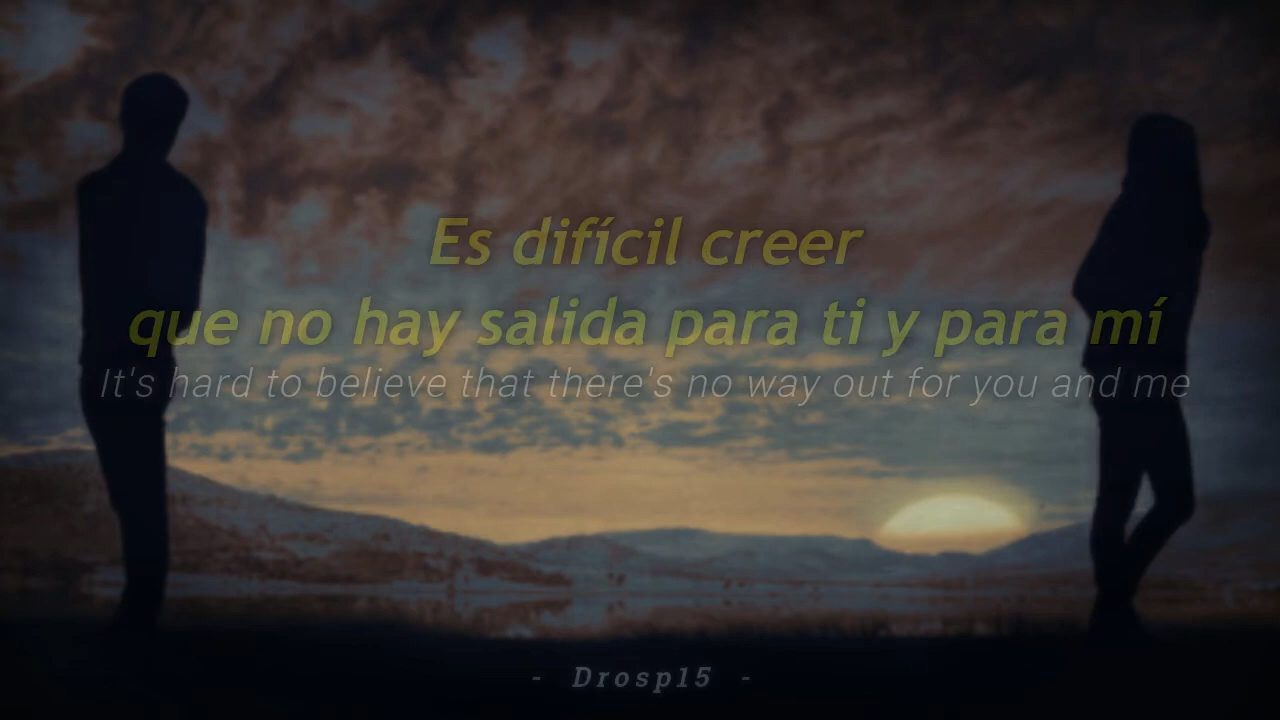 Es difícil creer
que no hay salida para ti y para mí
It's hard to believe that there's no way out for you and me
- Drosp15 -